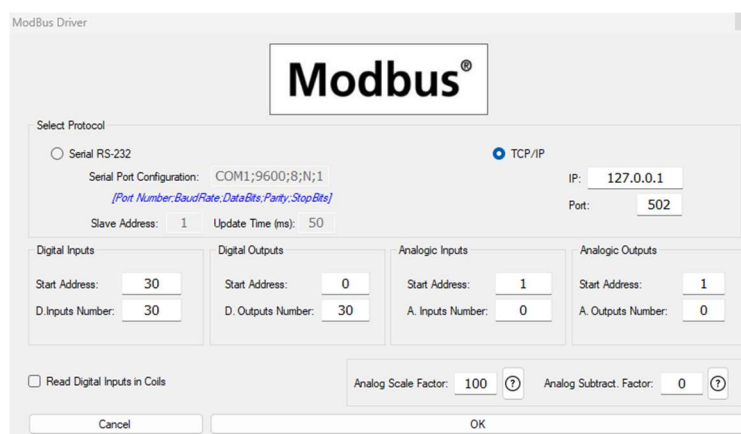 ModBus Driver
Modbus®
Select Protocol
Serial RS-232
TCP/IP
Serial Port Configuration: COM1;9600;8;N;1
IP: 127.0.0.1
[Port Number;BaudRate;DataBits;Parity;StopBits]
Port: 502
Slave Address: 1 Update Time (ms): 50
Digital Inputs
Start Address: 30
D.Inputs Number: 30
Digital Outputs
Start Address: 0
D. Outputs Number: 30
Analogic Inputs
Start Address: 1
A. Inputs Number: 0
Analogic Outputs
Start Address: 1
A. Outputs Number: 0
Read Digital Inputs in Coils
Analog Scale Factor: 100 ? Analog Subtract. Factor: 0 ?
Cancel
OK